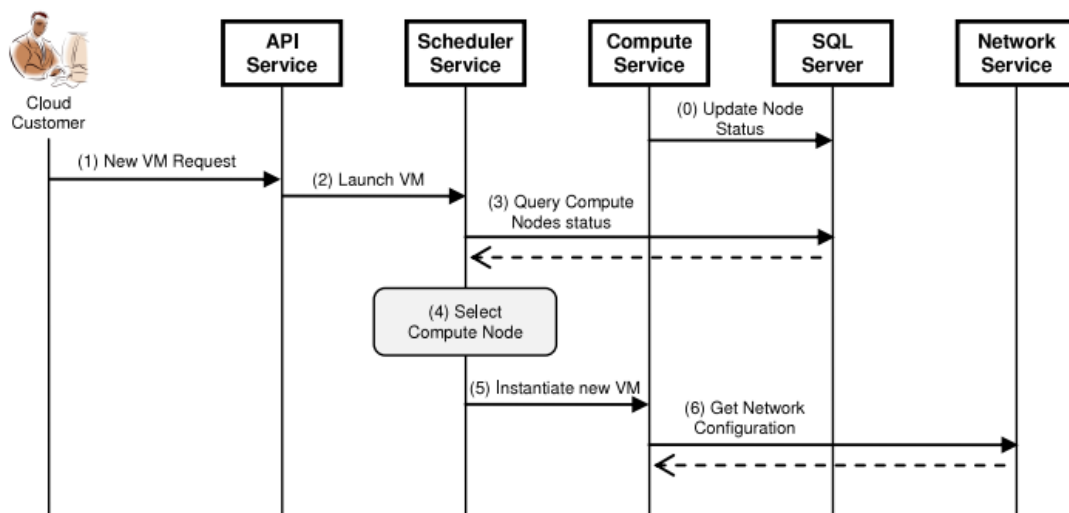 API
Service
Scheduler
Service
Compute
Service
SQL
Server
Network
Service
Cloud
Customer
(0) Update Node
Status
(1) New VM Request
(2) Launch VM
(3) Query Compute
Nodes status
(4) Select
Compute Node
(5) Instantiate new VM
(6) Get Network
Configuration